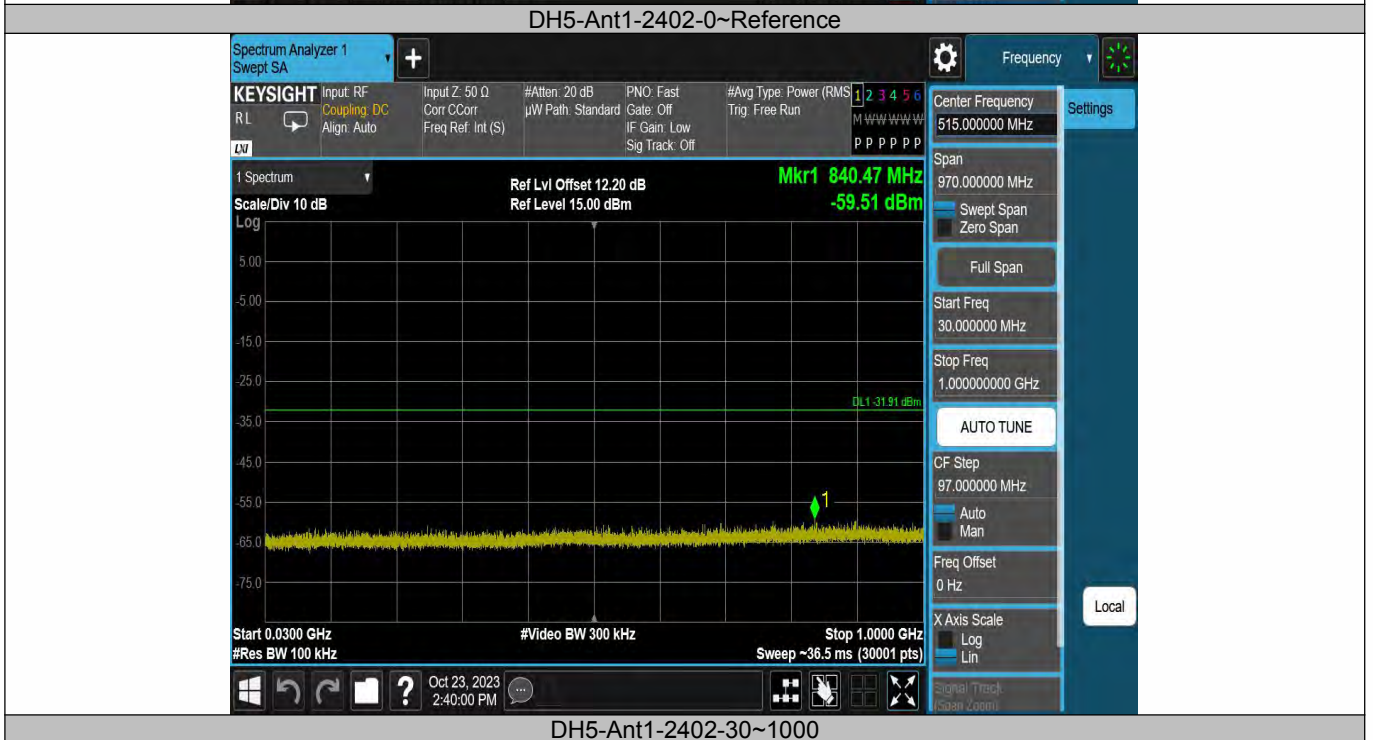 DH5-Ant1-2402-0~Reference
Spectrum Analyzer 1
Swept SA
+
Frequency
KEYSIGHT
RL
LXI
Input: RF
Coupling: DC
Align: Auto
Input Z: 50 Ω
Corr CCorr
Freq Ref: Int (S)
#Atten: 20 dB
µW Path: Standard
PNO: Fast
Gate: Off
IF Gain: Low
Sig Track: Off
#Avg Type: Power (RMS
Trig: Free Run
1 2 3 4 5 6
M W W W W W
P P P P P P
Center Frequency
515.000000 MHz
Settings
1 Spectrum
Scale/Div 10 dB
Ref Lvl Offset 12.20 dB
Ref Level 15.00 dBm
Mkr1 840.47 MHz
-59.51 dBm
Span
970.000000 MHz
Swept Span
Zero Span
Full Span
Start Freq
30.000000 MHz
Stop Freq
1.000000000 GHz
AUTO TUNE
CF Step
97.000000 MHz
Auto
Man
Freq Offset
0 Hz
X Axis Scale
Log
Lin
Signal Track
(Span Zoom)
Local
Log
5.00
-5.00
-15.0
-25.0
-35.0
-45.0
-55.0
-65.0
-75.0
DL1 -31.91 dBm
1
Start 0.0300 GHz
#Res BW 100 kHz
#Video BW 300 kHz
Stop 1.0000 GHz
Sweep ~36.5 ms (30001 pts)
?
Oct 23, 2023
2:40:00 PM
DH5-Ant1-2402-30~1000